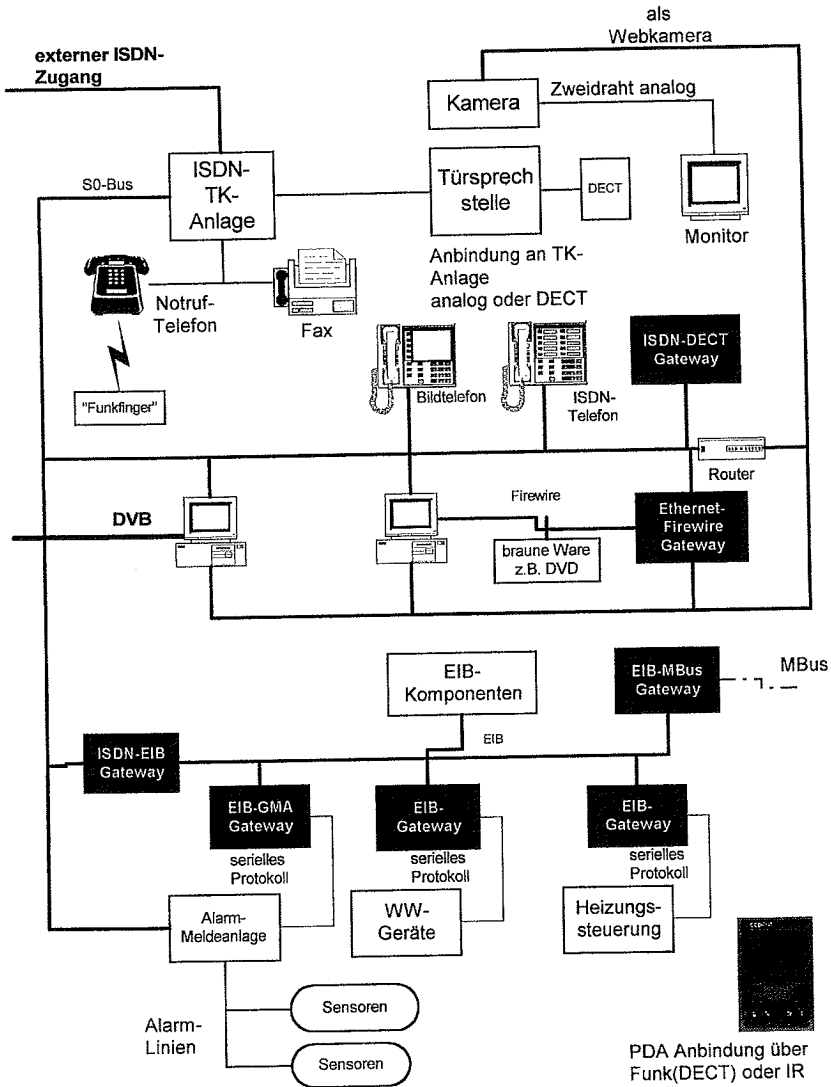 als
Webkamera
externer ISDN-
Zugang
Kamera
Zweidraht analog
S0-Bus
ISDN-
TK-
Anlage
Türsprech
stelle
DECT
Monitor
Anbindung an TK-
Anlage
analog oder DECT
Notruf-
Telefon
Fax
"Funkfinger"
Bildtelefon
ISDN-
Telefon
ISDN-DECT
Gateway
Router
DVB
Firewire
braune Ware
z.B. DVD
Ethernet-
Firewire
Gateway
EIB-
Komponenten
EIB-MBus
Gateway
MBus
EIB
ISDN-EIB
Gateway
EIB-GMA
Gateway
EIB-
Gateway
EIB-
Gateway
serielles
Protokoll
serielles
Protokoll
serielles
Protokoll
Alarm-
Meldeanlage
WW-
Geräte
Heizungs-
steuerung
Alarm-
Linien
Sensoren
Sensoren
PDA Anbindung über
Funk(DECT) oder IR